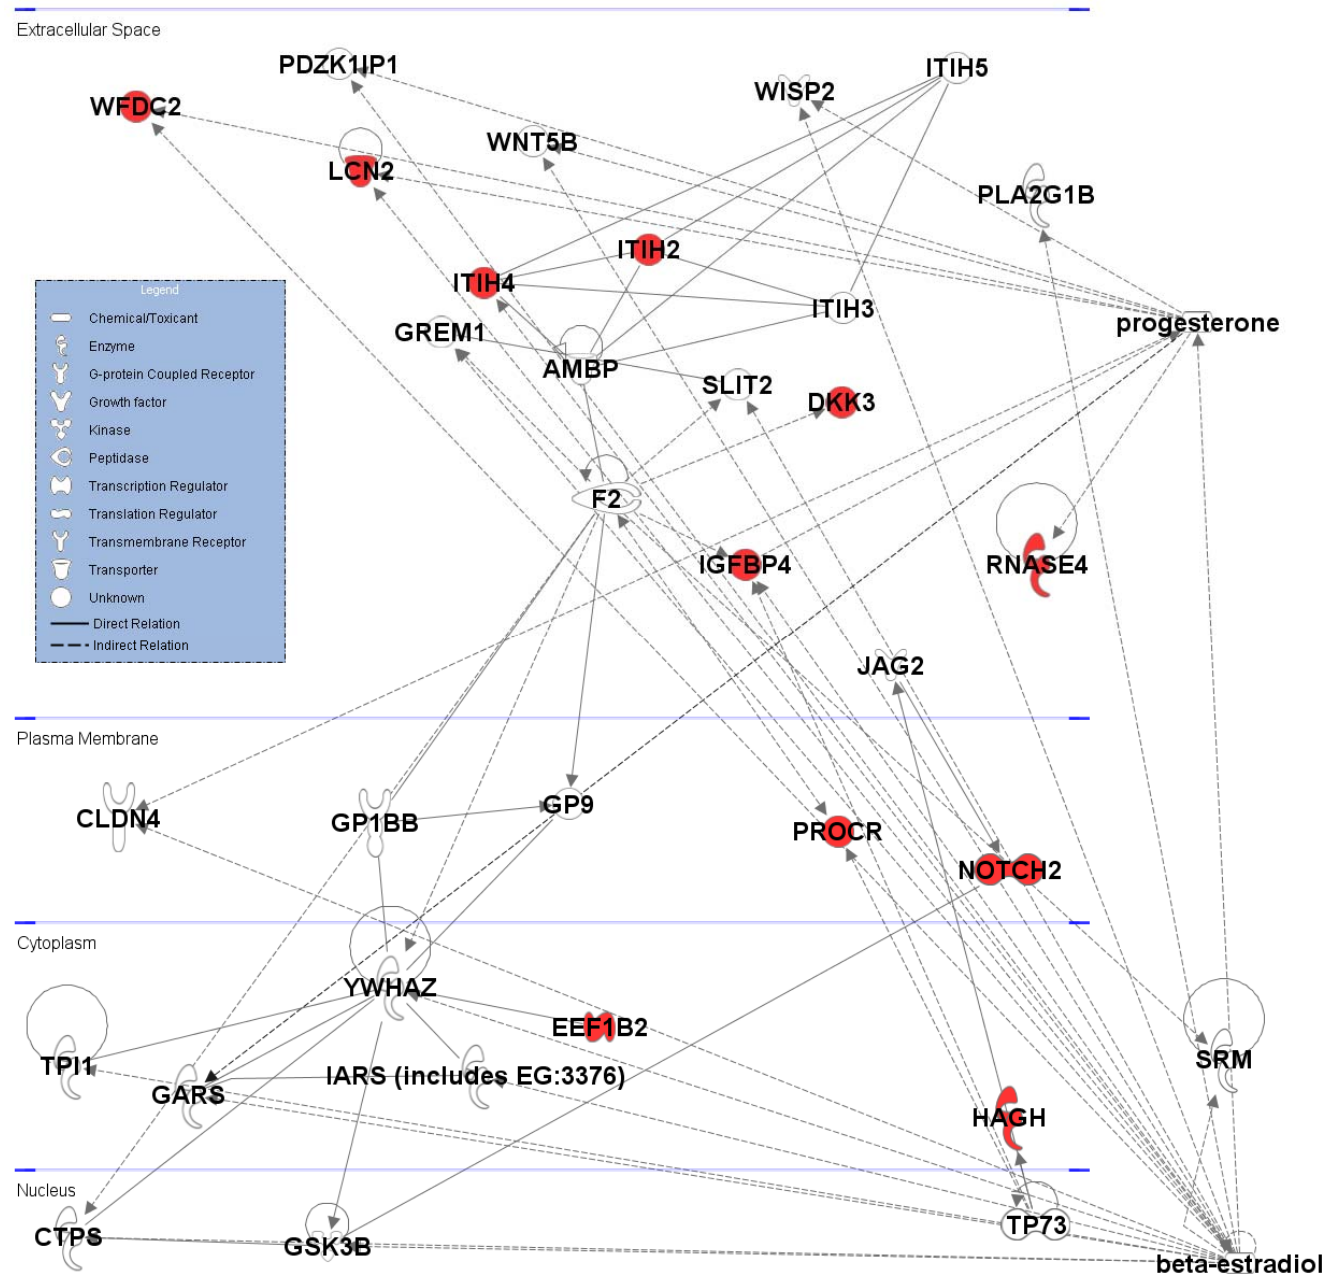 Extracellular Space
PDZK1IP1
ITIH5
WISP2
WFDC2
WNT5B
LCN2
PLA2G1B
ITIH2
ITIH4
Legend
Chemical/Toxicant
Enzyme
G-protein Coupled Receptor
Growth factor
Kinase
Peptidase
Transcription Regulator
Translation Regulator
Transmembrane Receptor
Transporter
Unknown
Direct Relation
Indirect Relation
ITIH3
progesterone
GREM1
AMBP
SLIT2
DKK3
F2
IGFBP4
RNASE4
JAG2
Plasma Membrane
CLDN4
GP1BB
GP9
PROCR
NOTCH2
Cytoplasm
YWHAZ
EEF1B2
TPI1
GARS
IARS (includes EG:3376)
SRM
HAGH
Nucleus
CTPS
GSK3B
TP73
beta-estradiol